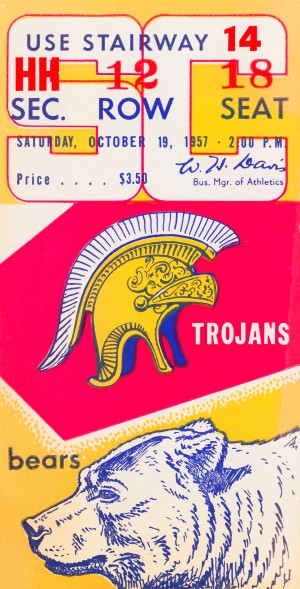 SC
USE STAIRWAY 14
HH 12 18
SEC. ROW SEAT
SATURDAY, OCTOBER 19, 1957 · 2:00 P.M.
W. H. Davis
Price .... $3.50 Bus. Mgr. of Athletics
TROJANS
bears